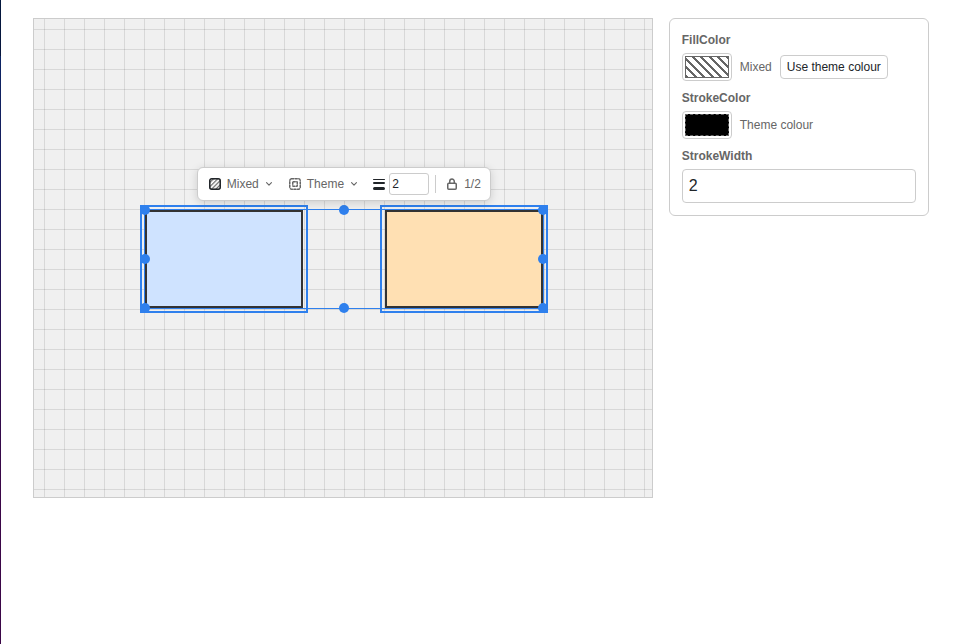 FillColor
Mixed Use theme colour
StrokeColor
Theme colour
StrokeWidth
2
Mixed Theme 2 1/2